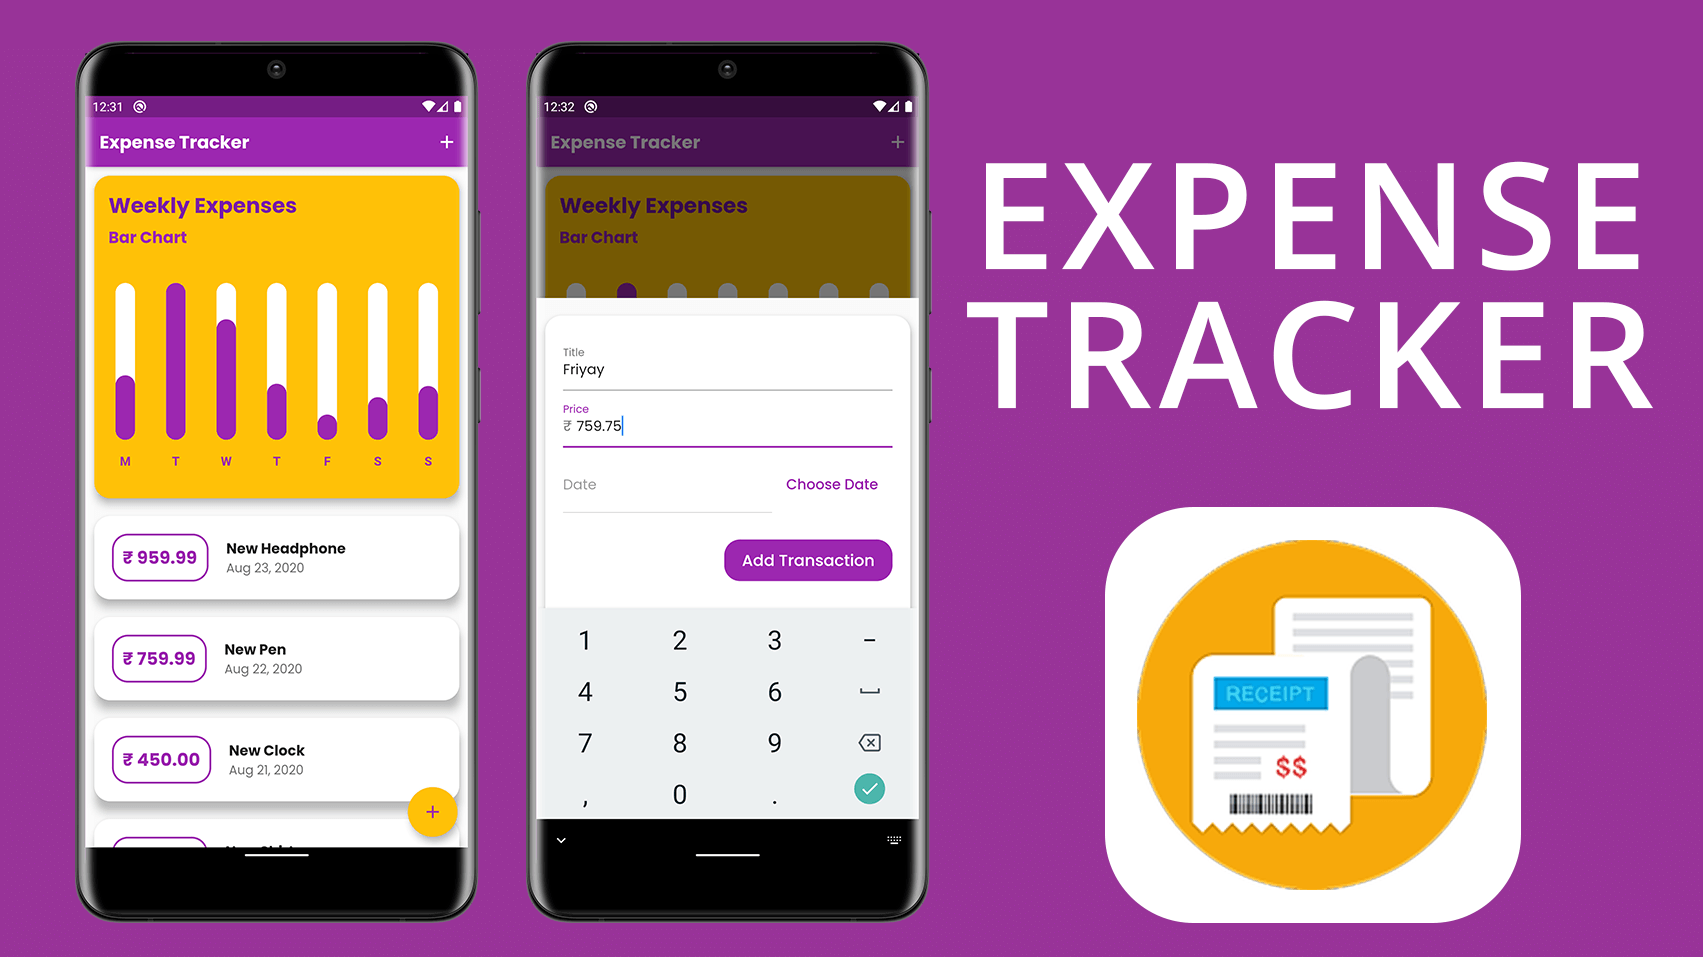 12:31
Expense Tracker +
Weekly Expenses
Bar Chart
M T W T F S S
₹ 959.99
New Headphone
Aug 23, 2020
₹ 759.99
New Pen
Aug 22, 2020
₹ 450.00
New Clock
Aug 21, 2020
+
12:32
Expense Tracker +
Weekly Expenses
Bar Chart
Title
Friyay
Price
₹ 759.75
Date Choose Date
Add Transaction
1 2 3 -
4 5 6
7 8 9
, 0 .
EXPENSE
TRACKER
RECEIPT
$$